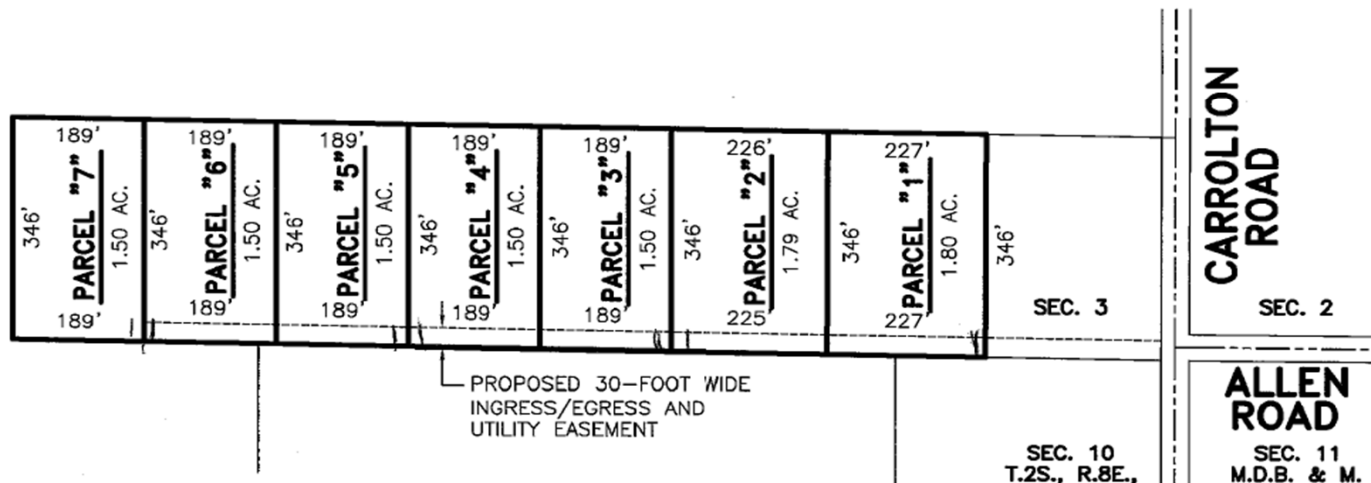 189'
346'
PARCEL "7"
1.50 AC.
189'
189'
346'
PARCEL "6"
1.50 AC.
189'
189'
346'
PARCEL "5"
1.50 AC.
189'
189'
346'
PARCEL "4"
1.50 AC.
189'
189'
346'
PARCEL "3"
1.50 AC.
189'
226'
346'
PARCEL "2"
1.79 AC.
225'
227'
346'
PARCEL "1"
1.80 AC.
227'
346'
SEC. 3
CARROLTON
ROAD
SEC. 2
PROPOSED 30-FOOT WIDE
INGRESS/EGRESS AND
UTILITY EASEMENT
ALLEN
ROAD
SEC. 10
T.2S., R.8E.,
SEC. 11
M.D.B. & M.